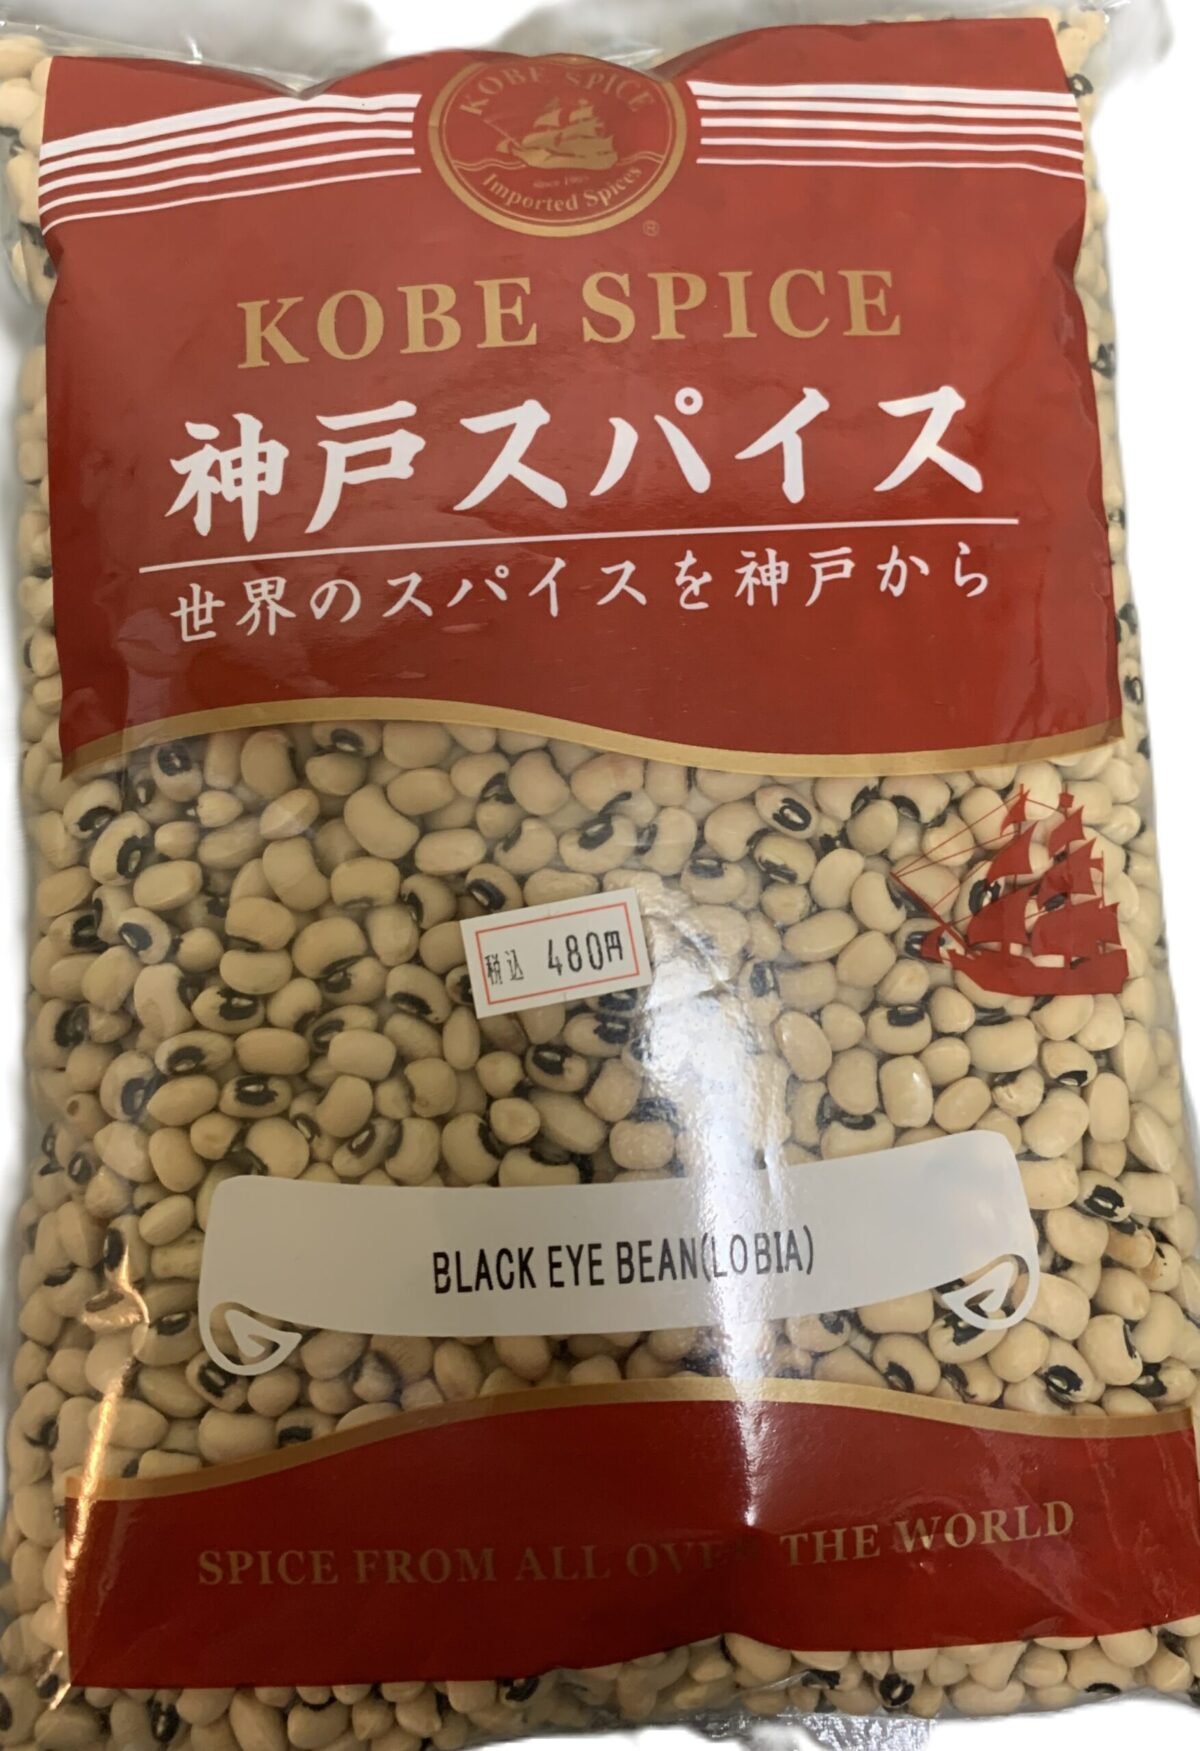 KOBE SPICE
Imported Spices
®
KOBE SPICE
神戸スパイス
世界のスパイスを神戸から
税込 480円
BLACK EYE BEAN(LOBIA)
SPICE FROM ALL OVER THE WORLD